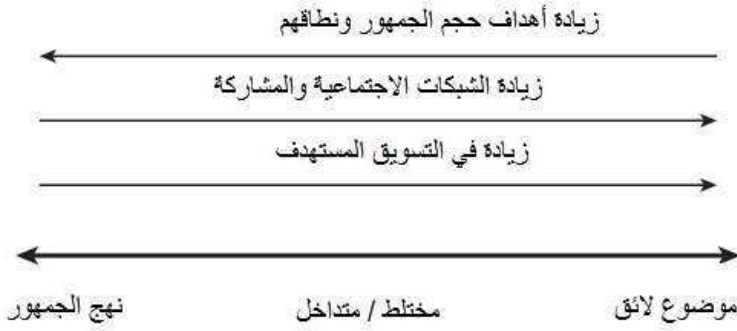 زيادة أهداف حجم الجمهور ونطاقهم
زيادة الشبكات الاجتماعية والمشاركة
زيادة في التسويق المستهدف
موضوع لائق
مختلط / متداخل
نهج الجمهور